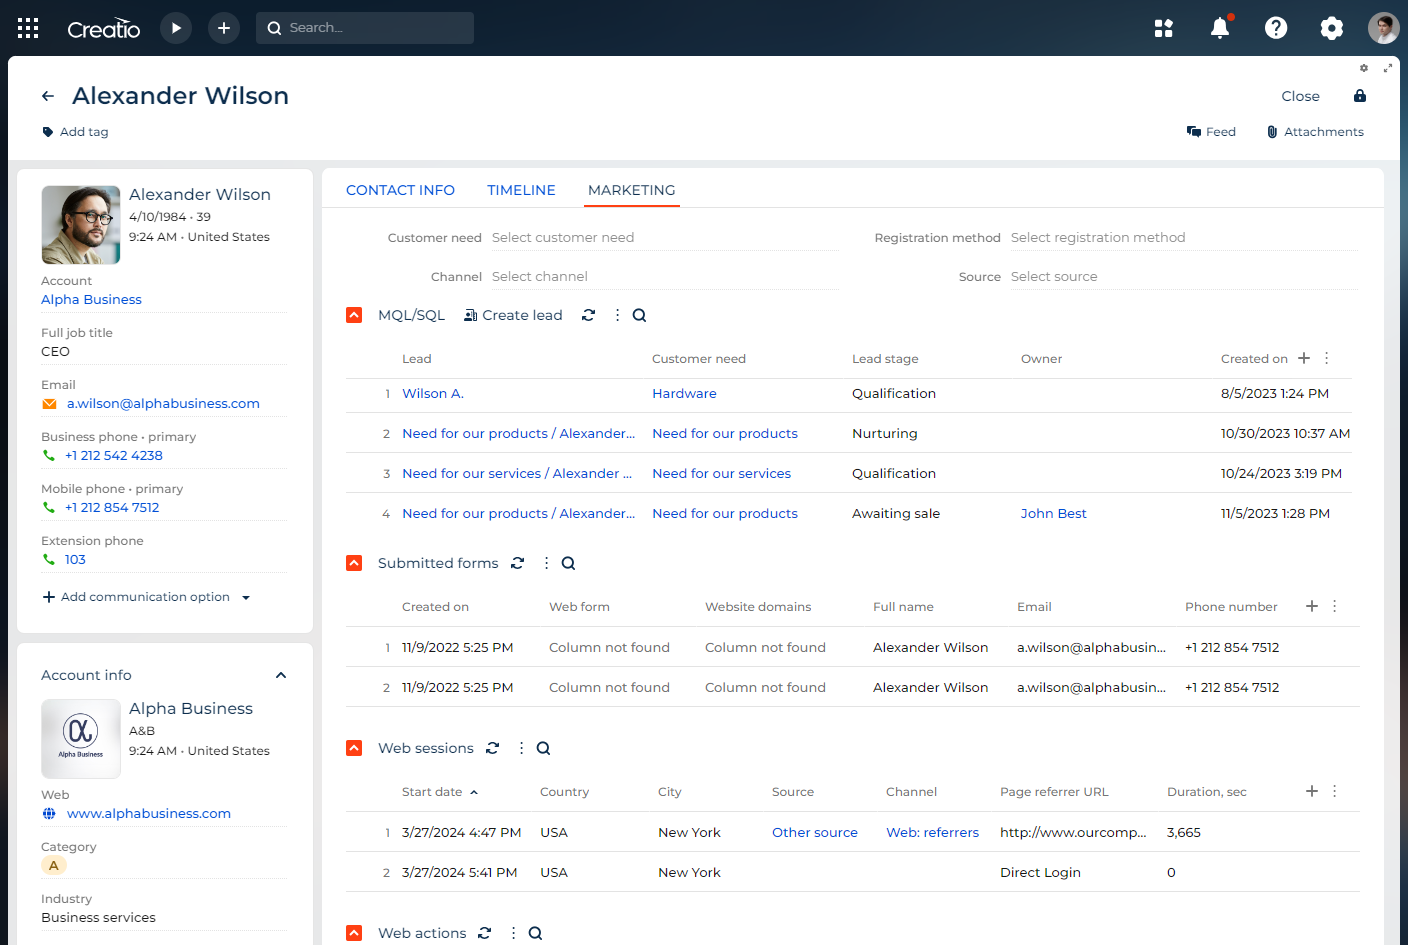 Creatio
Search...
Alexander Wilson
Close
Add tag
Feed
Attachments
Alexander Wilson
4/10/1984 • 39
9:24 AM • United States
Account
Alpha Business
Full job title
CEO
Email
a.wilson@alphabusiness.com
Business phone • primary
+1 212 542 4238
Mobile phone • primary
+1 212 854 7512
Extension phone
103
Add communication option
Account info
Alpha Business
Alpha Business
A&B
9:24 AM • United States
Web
www.alphabusiness.com
Category
A
Industry
Business services
CONTACT INFO TIMELINE MARKETING
Customer need Select customer need Registration method Select registration method
Channel Select channel Source Select source
MQL/SQL Create lead
Lead Customer need Lead stage Owner Created on
1 Wilson A. Hardware Qualification 8/5/2023 1:24 PM
2 Need for our products / Alexander... Need for our products Nurturing 10/30/2023 10:37 AM
3 Need for our services / Alexander ... Need for our services Qualification 10/24/2023 3:19 PM
4 Need for our products / Alexander... Need for our products Awaiting sale John Best 11/5/2023 1:28 PM
Submitted forms
Created on Web form Website domains Full name Email Phone number
1 11/9/2022 5:25 PM Column not found Column not found Alexander Wilson a.wilson@alphabusin... +1 212 854 7512
2 11/9/2022 5:25 PM Column not found Column not found Alexander Wilson a.wilson@alphabusin... +1 212 854 7512
Web sessions
Start date Country City Source Channel Page referrer URL Duration, sec
1 3/27/2024 4:47 PM USA New York Other source Web: referrers http://www.ourcomp... 3,665
2 3/27/2024 5:41 PM USA New York Direct Login 0
Web actions